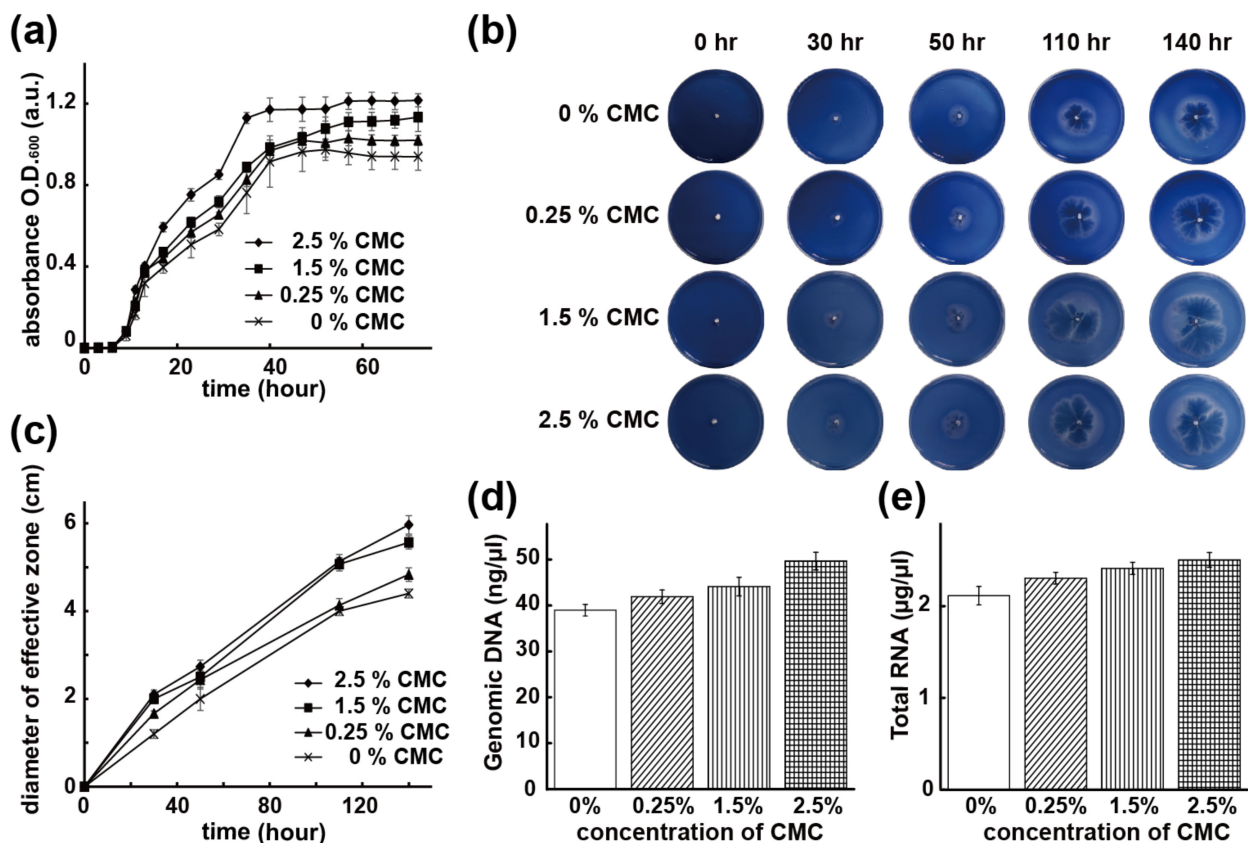 (a)
absorbance O.D.600 (a.u.)
1.2
0.8
0.4
0
2.5 % CMC
1.5 % CMC
0.25 % CMC
0 % CMC
0 20 40 60
time (hour)
(b)
0 hr 30 hr 50 hr 110 hr 140 hr
0 % CMC
0.25 % CMC
1.5 % CMC
2.5 % CMC
(c)
diameter of effective zone (cm)
6
4
2
0
2.5 % CMC
1.5 % CMC
0.25 % CMC
0 % CMC
0 40 80 120
time (hour)
(d)
Genomic DNA (ng/µl)
50
40
30
20
10
0
0% 0.25% 1.5% 2.5%
concentration of CMC
(e)
Total RNA (µg/µl)
2
1
0
0% 0.25% 1.5% 2.5%
concentration of CMC